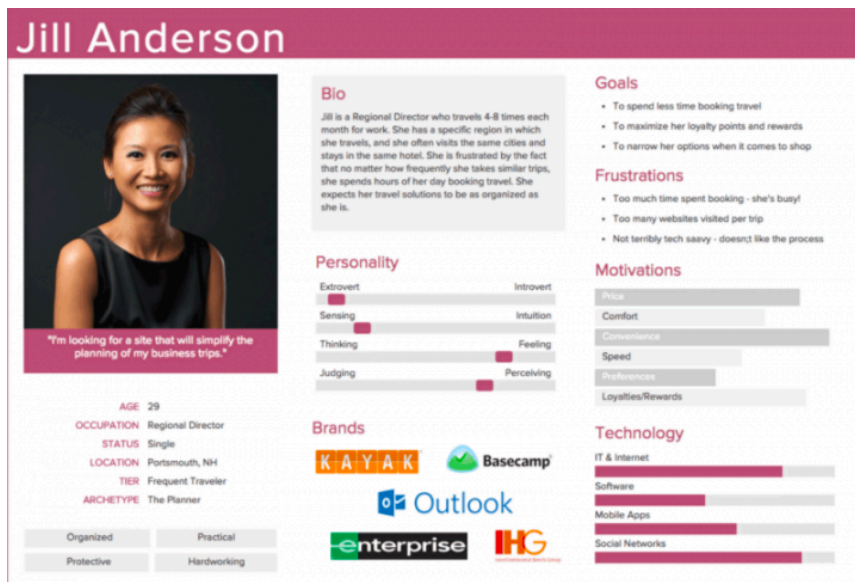 Jill Anderson
"I'm looking for a site that will simplify the
planning of my business trips."
AGE 29
OCCUPATION Regional Director
STATUS Single
LOCATION Portsmouth, NH
TIER Frequent Traveler
ARCHETYPE The Planner
Organized Practical
Protective Hardworking
Bio
Jill is a Regional Director who travels 4-8 times each
month for work. She has a specific region in which
she travels, and she often visits the same cities and
stays in the same hotel. She is frustrated by the fact
that no matter how frequently she takes similar trips,
she spends hours of her day booking travel. She
expects her travel solutions to be as organized as
she is.
Personality
Extrovert Introvert
Sensing Intuition
Thinking Feeling
Judging Perceiving
Brands
KAYAK Basecamp
Outlook
enterprise IHG
Goals
• To spend less time booking travel
• To maximize her loyalty points and rewards
• To narrow her options when it comes to shop
Frustrations
• Too much time spent booking - she's busy!
• Too many websites visited per trip
• Not terribly tech saavy - doesn;t like the process
Motivations
Price
Comfort
Convenience
Speed
Preferences
Loyalties/Rewards
Technology
IT & Internet
Software
Mobile Apps
Social Networks